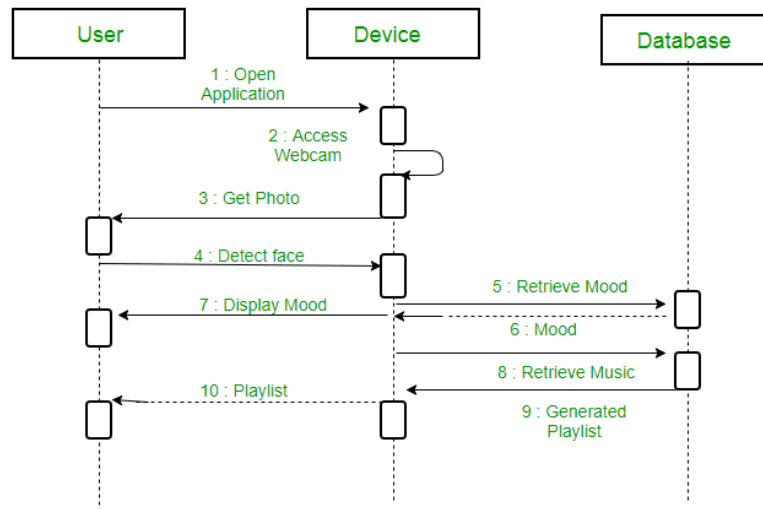 User
Device
Database
1 : Open
Application
2 : Access
Webcam
3 : Get Photo
4 : Detect face
5 : Retrieve Mood
7 : Display Mood
6 : Mood
8 : Retrieve Music
10 : Playlist
9 : Generated
Playlist